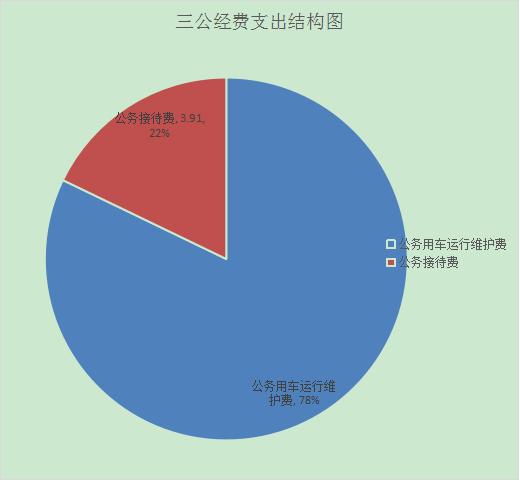 三公经费支出结构图
公务接待费, 3.91,
22%
公务用车运行维护费
公务接待费
公务用车运行维
护费, 78%